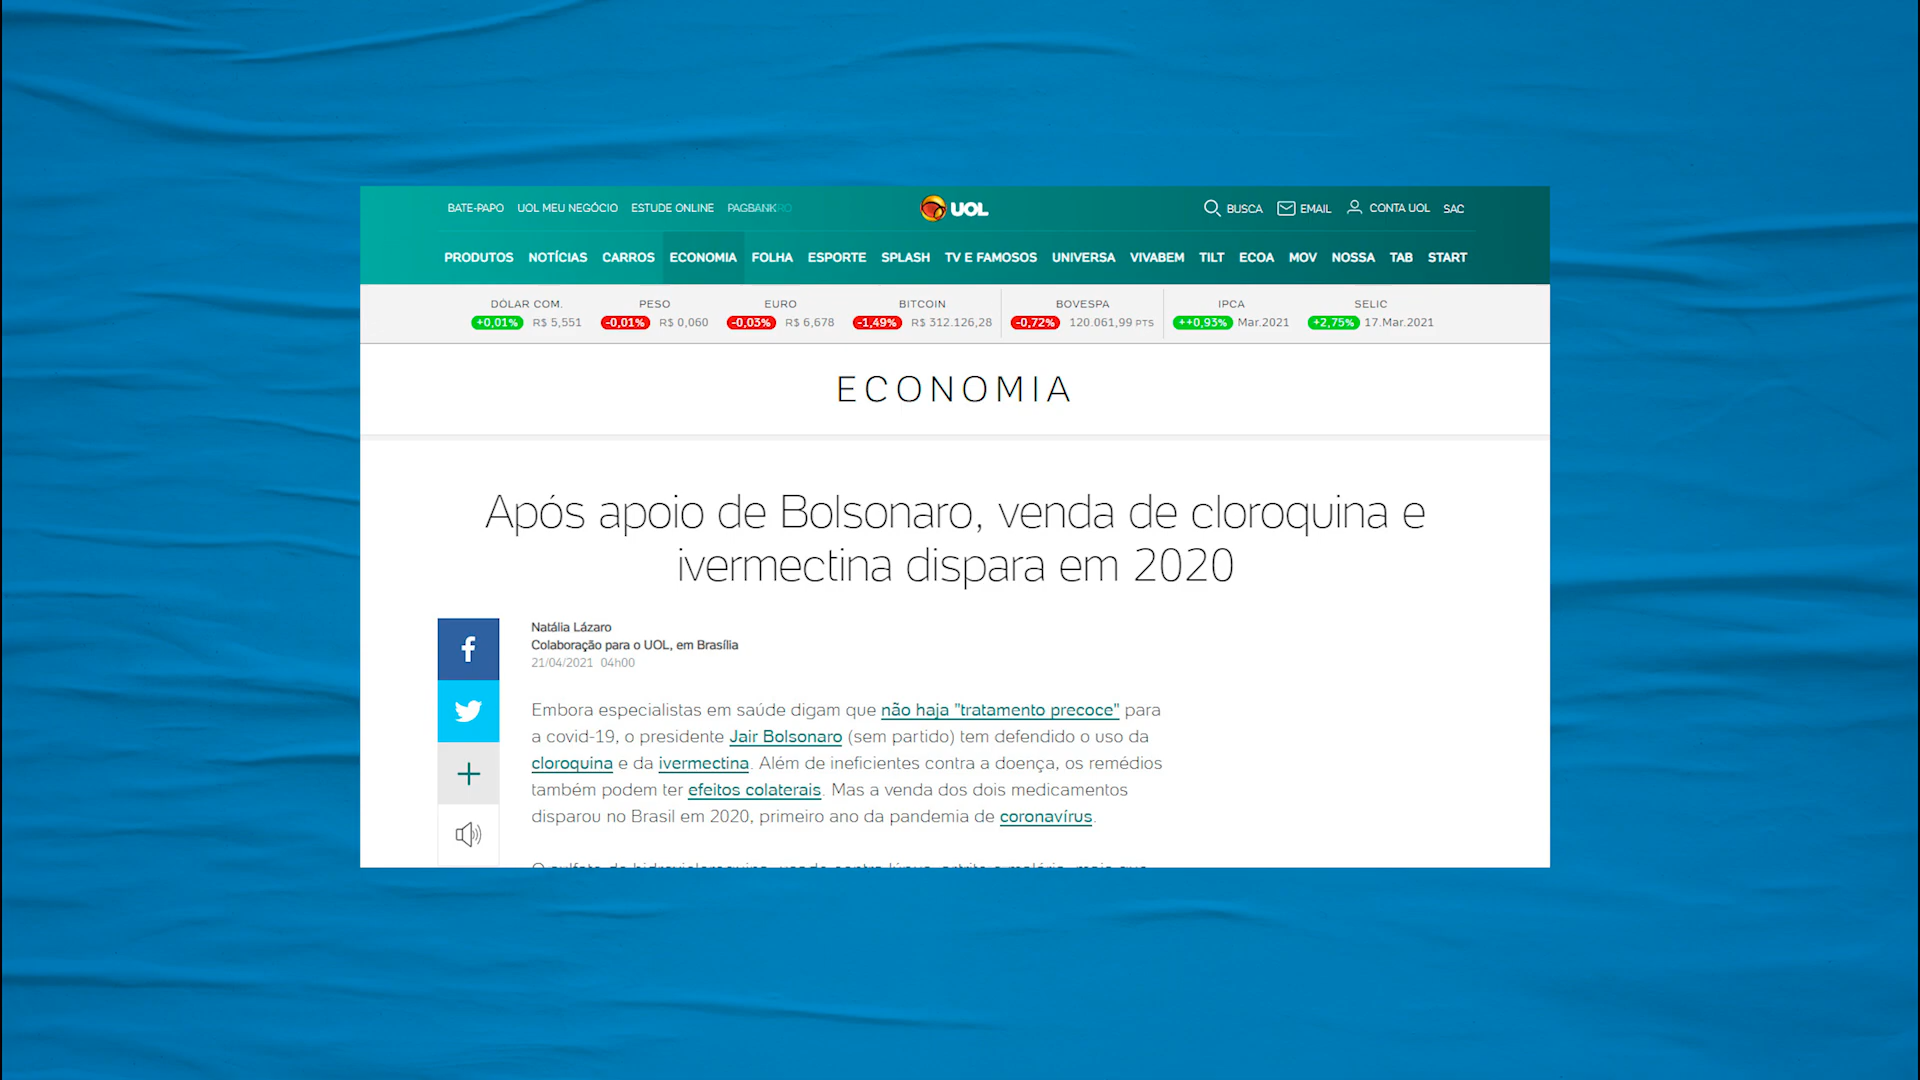 BATE-PAPO UOL MEU NEGÓCIO ESTUDE ONLINE PAGBANK UOL BUSCA EMAIL CONTA UOL SAC
PRODUTOS NOTÍCIAS CARROS ECONOMIA FOLHA ESPORTE SPLASH TV E FAMOSOS UNIVERSA VIVABEM TILT ECOA MOV NOSSA TAB START
DÓLAR COM. PESO EURO BITCOIN BOVESPA IPCA SELIC
+0,01% R$ 5,551 -0,01% R$ 0,060 -0,03% R$ 6,678 -1,49% R$ 312.126,28 -0,72% 120.061,99 PTS ++0,93% Mar.2021 +2,75% 17.Mar.2021
ECONOMIA
Após apoio de Bolsonaro, venda de cloroquina e
ivermectina dispara em 2020
Natália Lázaro
Colaboração para o UOL, em Brasília
21/04/2021 04h00
Embora especialistas em saúde digam que não haja "tratamento precoce" para
a covid-19, o presidente Jair Bolsonaro (sem partido) tem defendido o uso da
cloroquina e da ivermectina. Além de ineficientes contra a doença, os remédios
também podem ter efeitos colaterais. Mas a venda dos dois medicamentos
disparou no Brasil em 2020, primeiro ano da pandemia de coronavírus.